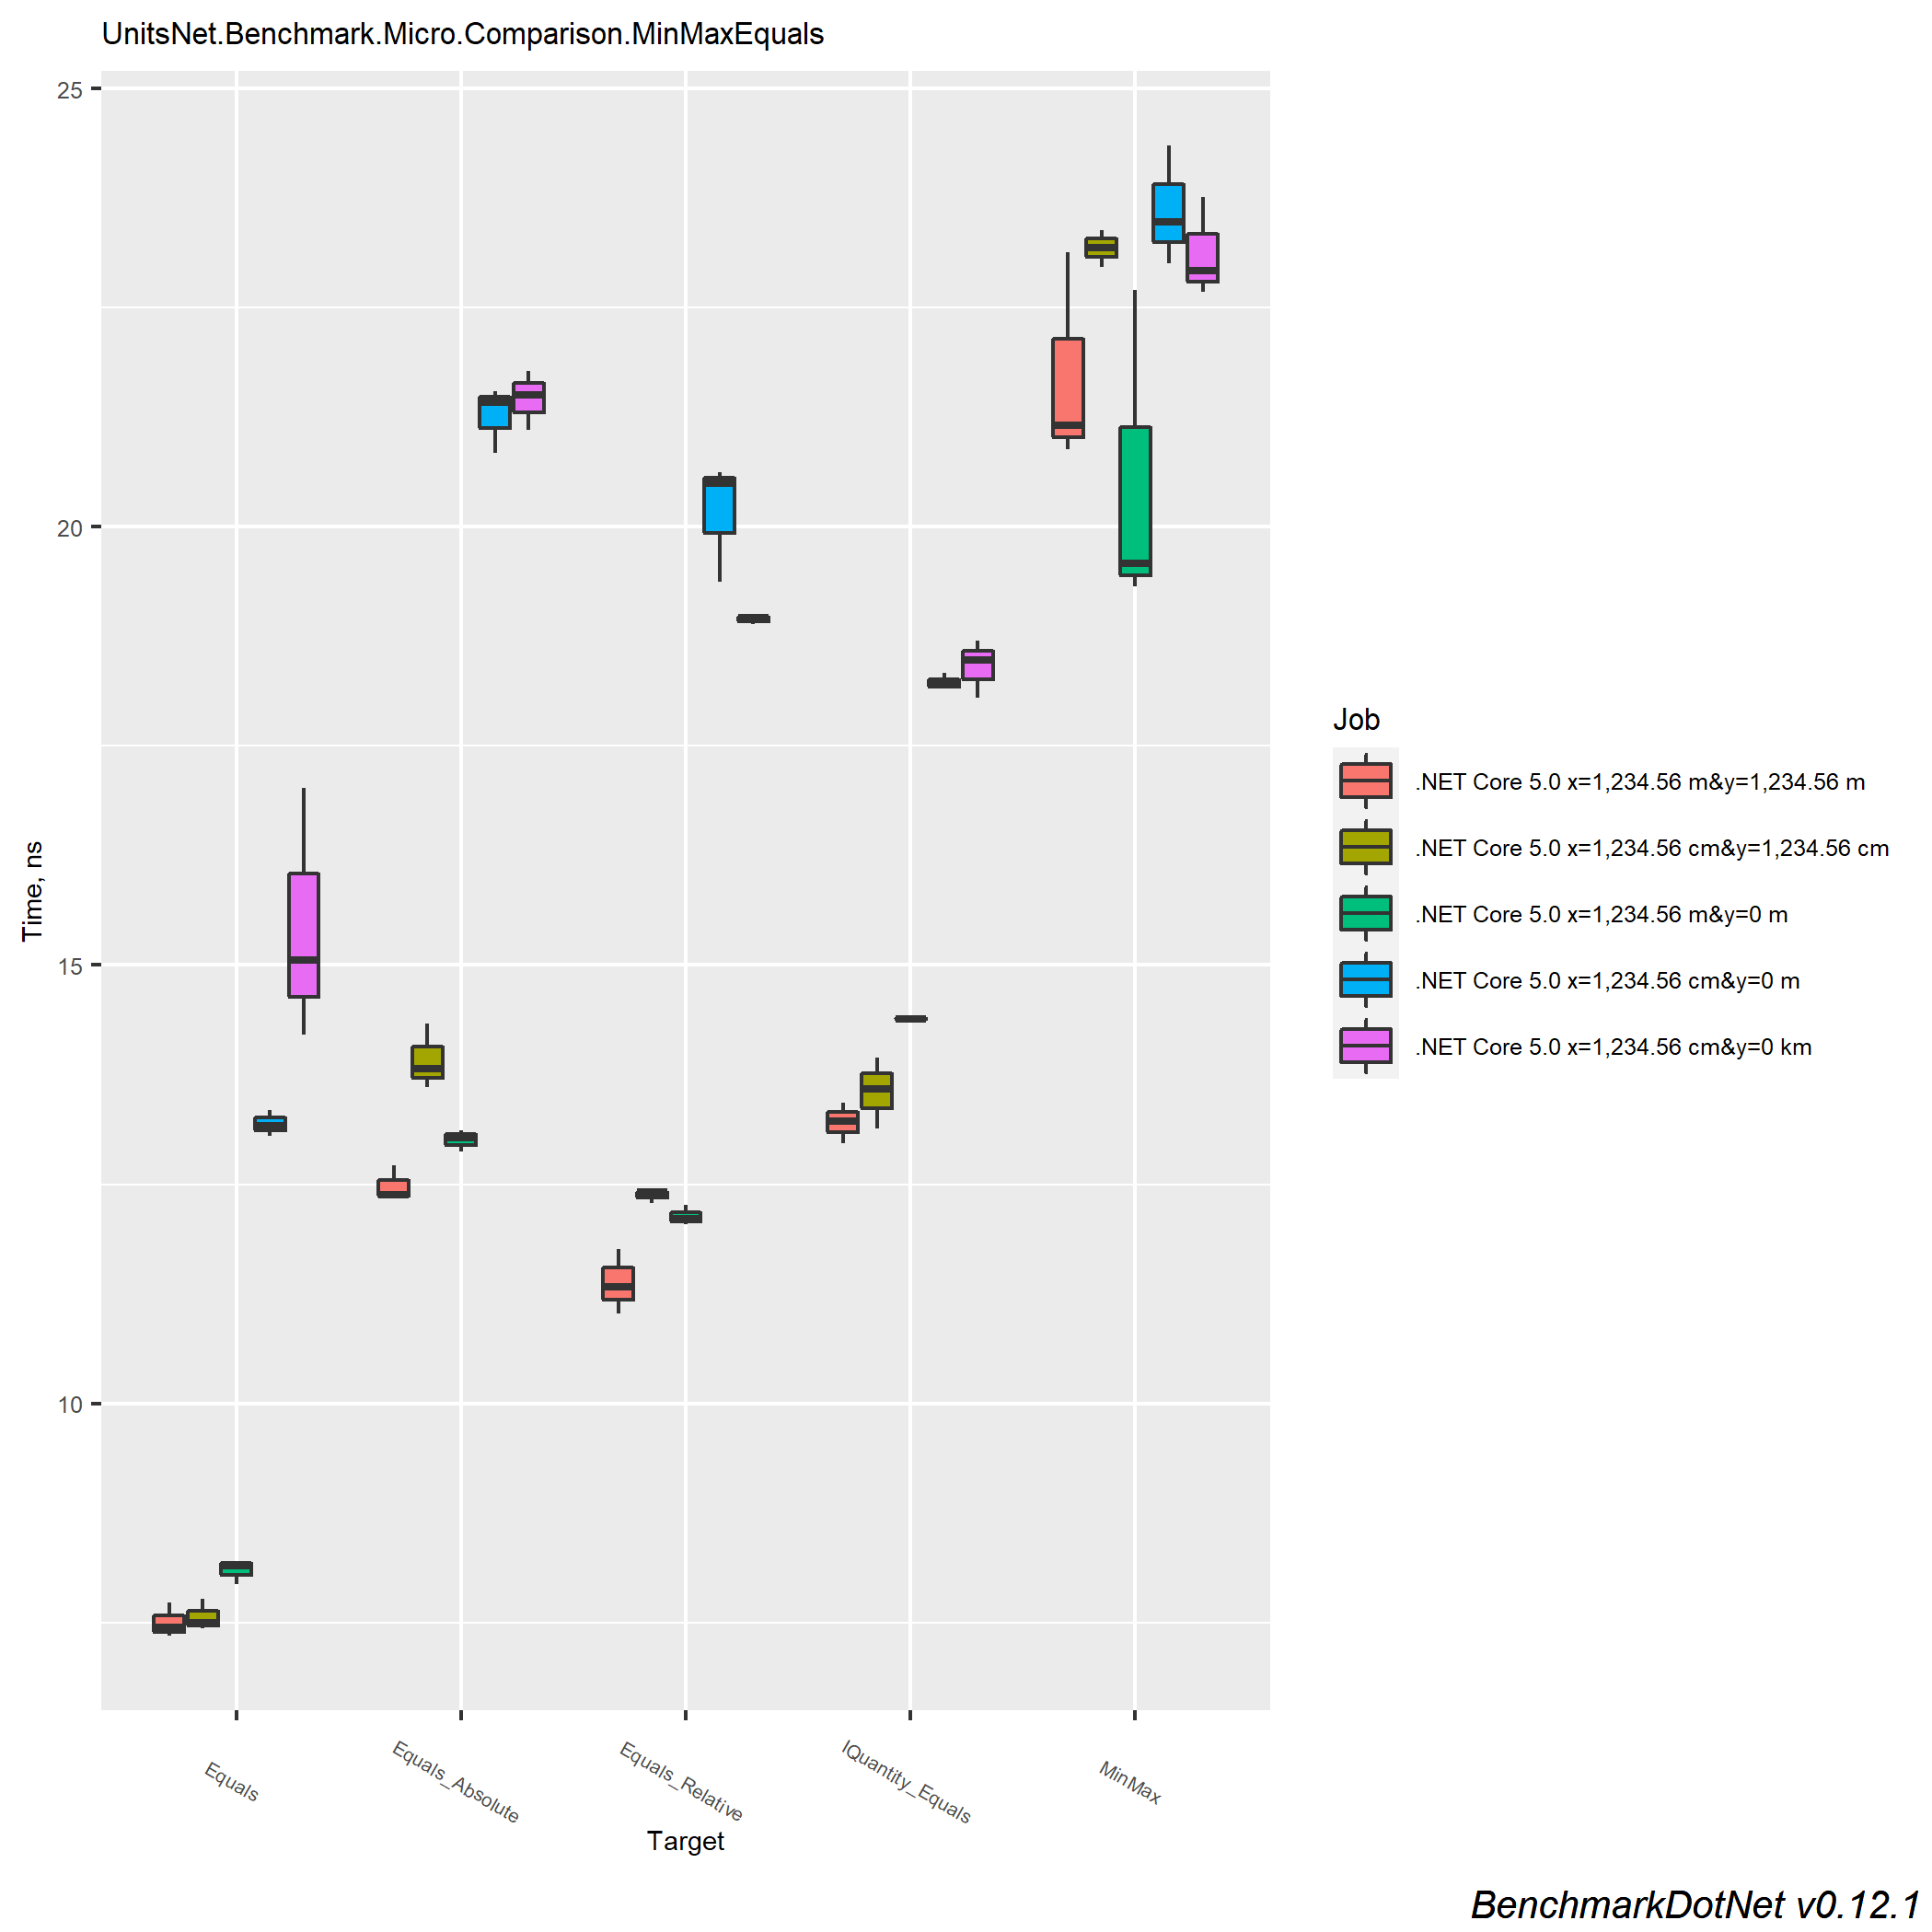 UnitsNet.Benchmark.Micro.Comparison.MinMaxEquals
25
20
15
10
Time, ns
Equals
Equals_Absolute
Equals_Relative
IQuantity_Equals
MinMax
Target
Job
.NET Core 5.0 x=1,234.56 m&y=1,234.56 m
.NET Core 5.0 x=1,234.56 cm&y=1,234.56 cm
.NET Core 5.0 x=1,234.56 m&y=0 m
.NET Core 5.0 x=1,234.56 cm&y=0 m
.NET Core 5.0 x=1,234.56 cm&y=0 km
BenchmarkDotNet v0.12.1